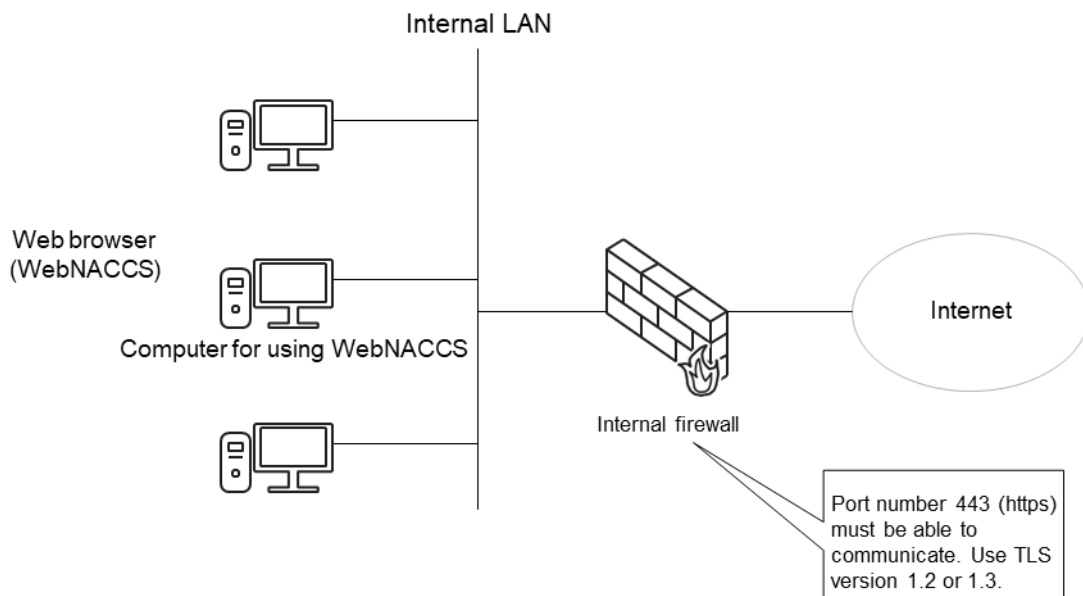 Internal LAN
Web browser
(WebNACCS)
Computer for using WebNACCS
Internet
Internal firewall
Port number 443 (https)
must be able to
communicate. Use TLS
version 1.2 or 1.3.